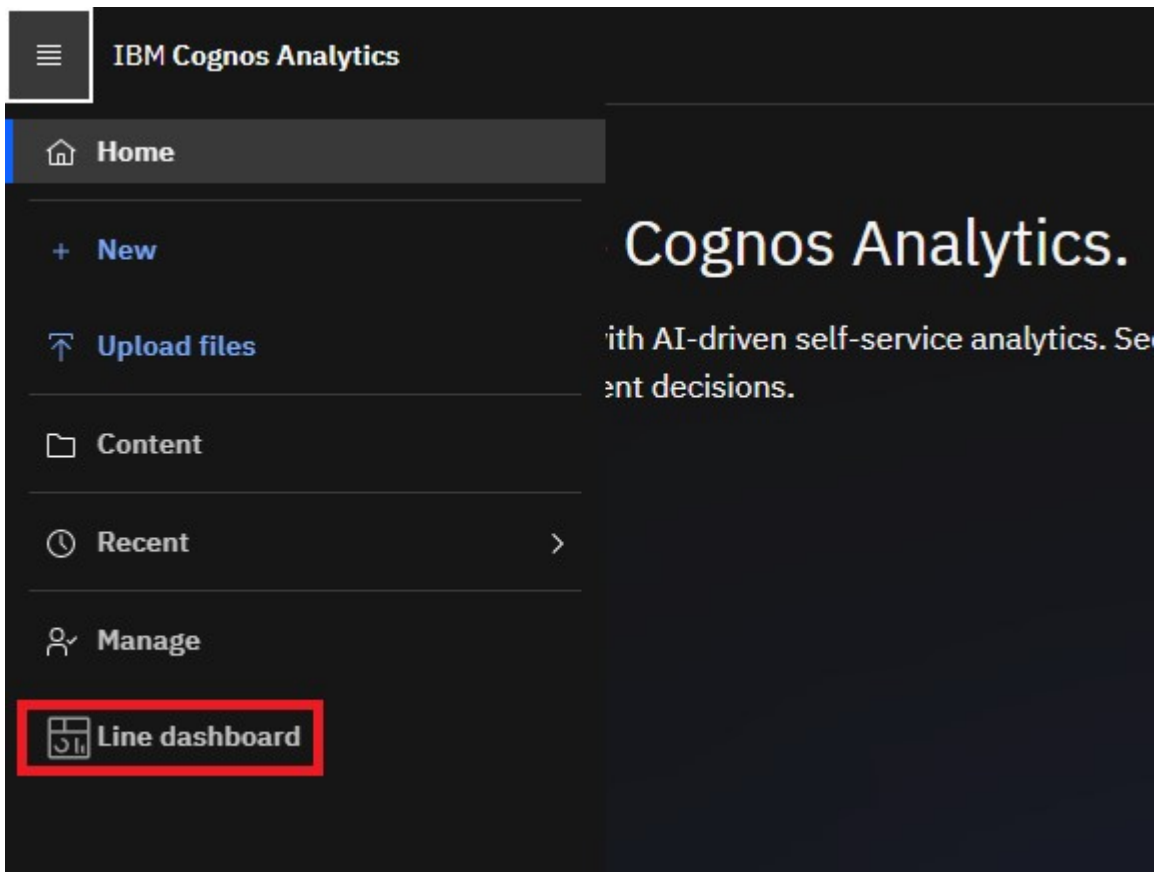 IBM Cognos Analytics
Home
+ New
Upload files
Content
Recent
Manage
Line dashboard
Cognos Analytics.
ith AI-driven self-service analytics. Se
ent decisions.